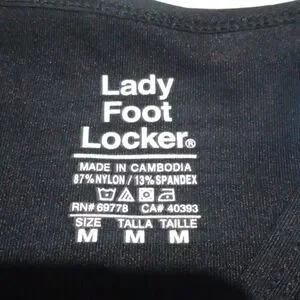 Lady
Foot
Locker®
MADE IN CAMBODIA
87% NYLON / 13% SPANDEX
RN# 69778 CA# 40393
SIZE TALLA TAILLE
M M M